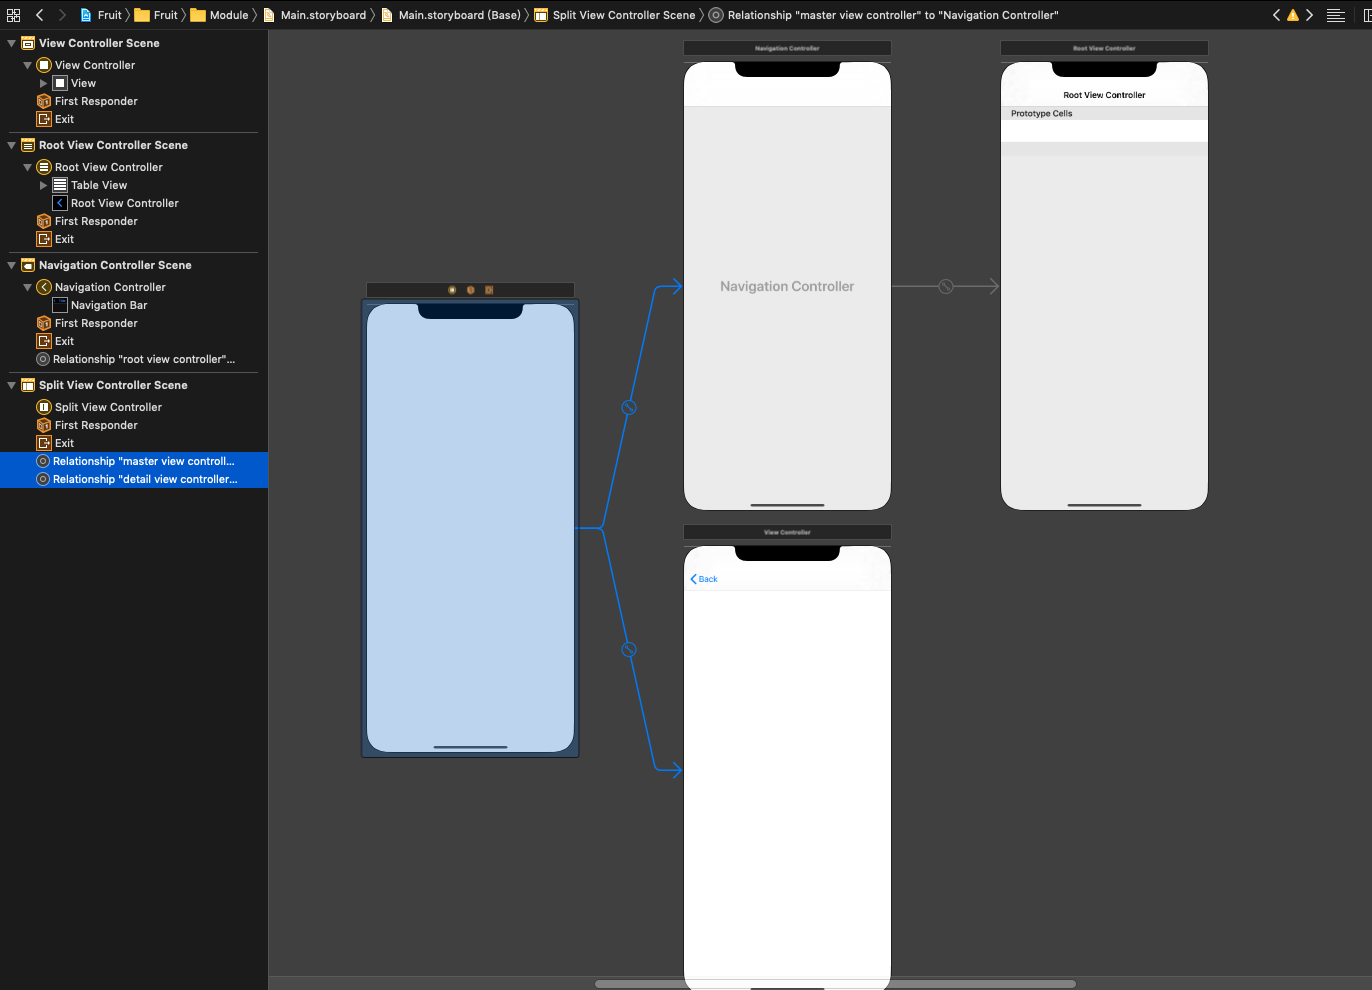 Fruit Fruit Module Main.storyboard Main.storyboard (Base) Split View Controller Scene Relationship "master view controller" to "Navigation Controller"
View Controller Scene
View Controller
View
First Responder
Exit
Root View Controller Scene
Root View Controller
Table View
Root View Controller
First Responder
Exit
Navigation Controller Scene
Navigation Controller
Navigation Bar
First Responder
Exit
Relationship "root view controller"...
Split View Controller Scene
Split View Controller
First Responder
Exit
Relationship "master view controll...
Relationship "detail view controller...
Navigation Controller
Navigation Controller
Root View Controller
Root View Controller
Prototype Cells
View Controller
Back